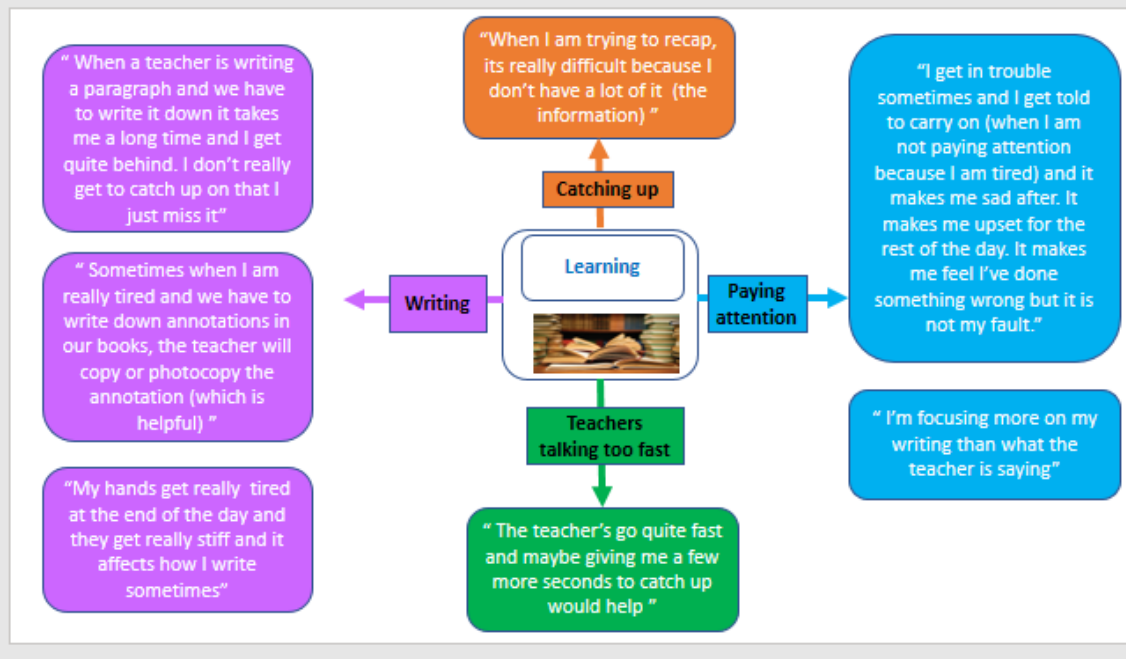 “ When a teacher is writing
a paragraph and we have
to write it down it takes
me a long time and I get
quite behind. I don’t really
get to catch up on that I
just miss it”
“ Sometimes when I am
really tired and we have to
write down annotations in
our books, the teacher will
copy or photocopy the
annotation (which is
helpful) ”
“My hands get really  tired
at the end of the day and
they get really stiff and it
affects how I write
sometimes”
Writing
“When I am trying to recap,
its really difficult because I
don’t have a lot of it  (the
information) ”
Catching up
Learning
Teachers
talking too fast
“ The teacher’s go quite fast
and maybe giving me a few
more seconds to catch up
would help ”
Paying
attention
“I get in trouble
sometimes and I get told
to carry on (when I am
not paying attention
because I am tired) and it
makes me sad after. It
makes me upset for the
rest of the day. It makes
me feel I’ve done
something wrong but it is
not my fault.”
“ I’m focusing more on my
writing than what the
teacher is saying”